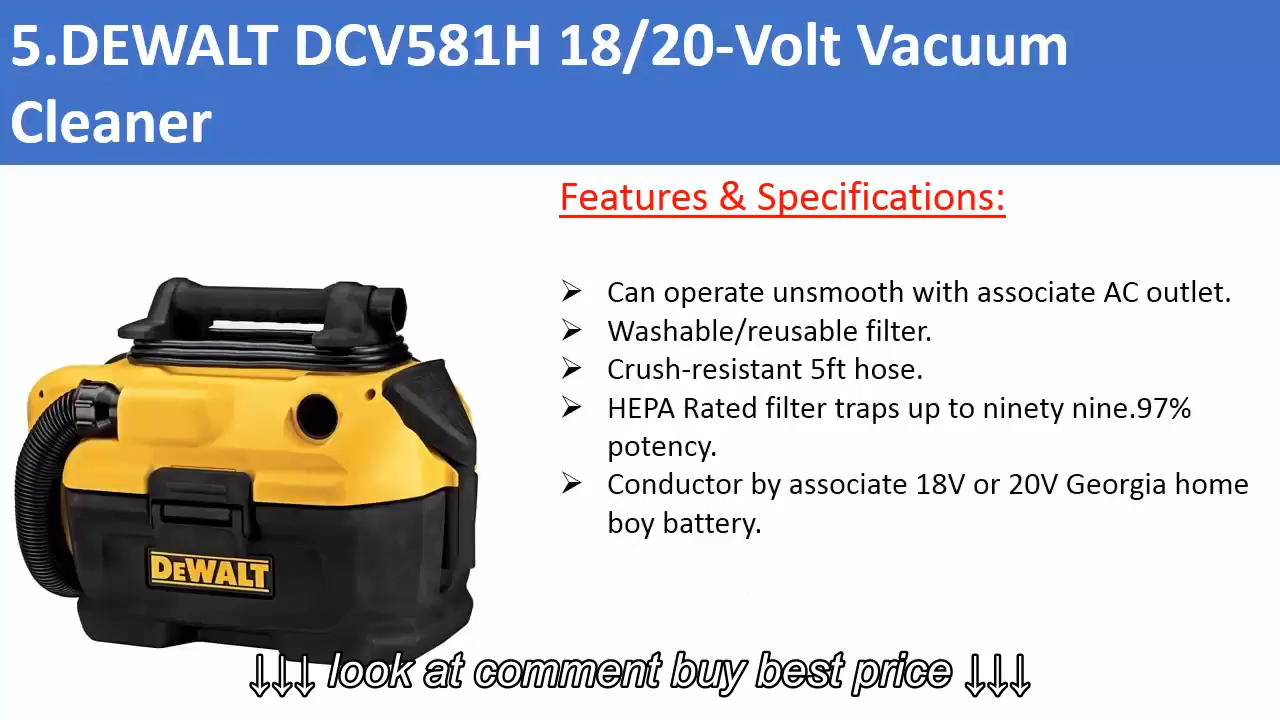 5.DEWALT DCV581H 18/20-Volt Vacuum
Cleaner
Features & Specifications:
➢ Can operate unsmooth with associate AC outlet.
➢ Washable/reusable filter.
➢ Crush-resistant 5ft hose.
➢ HEPA Rated filter traps up to ninety nine.97%
potency.
➢ Conductor by associate 18V or 20V Georgia home
boy battery.
DEWALT
↓↓↓ look at comment buy best price ↓↓↓